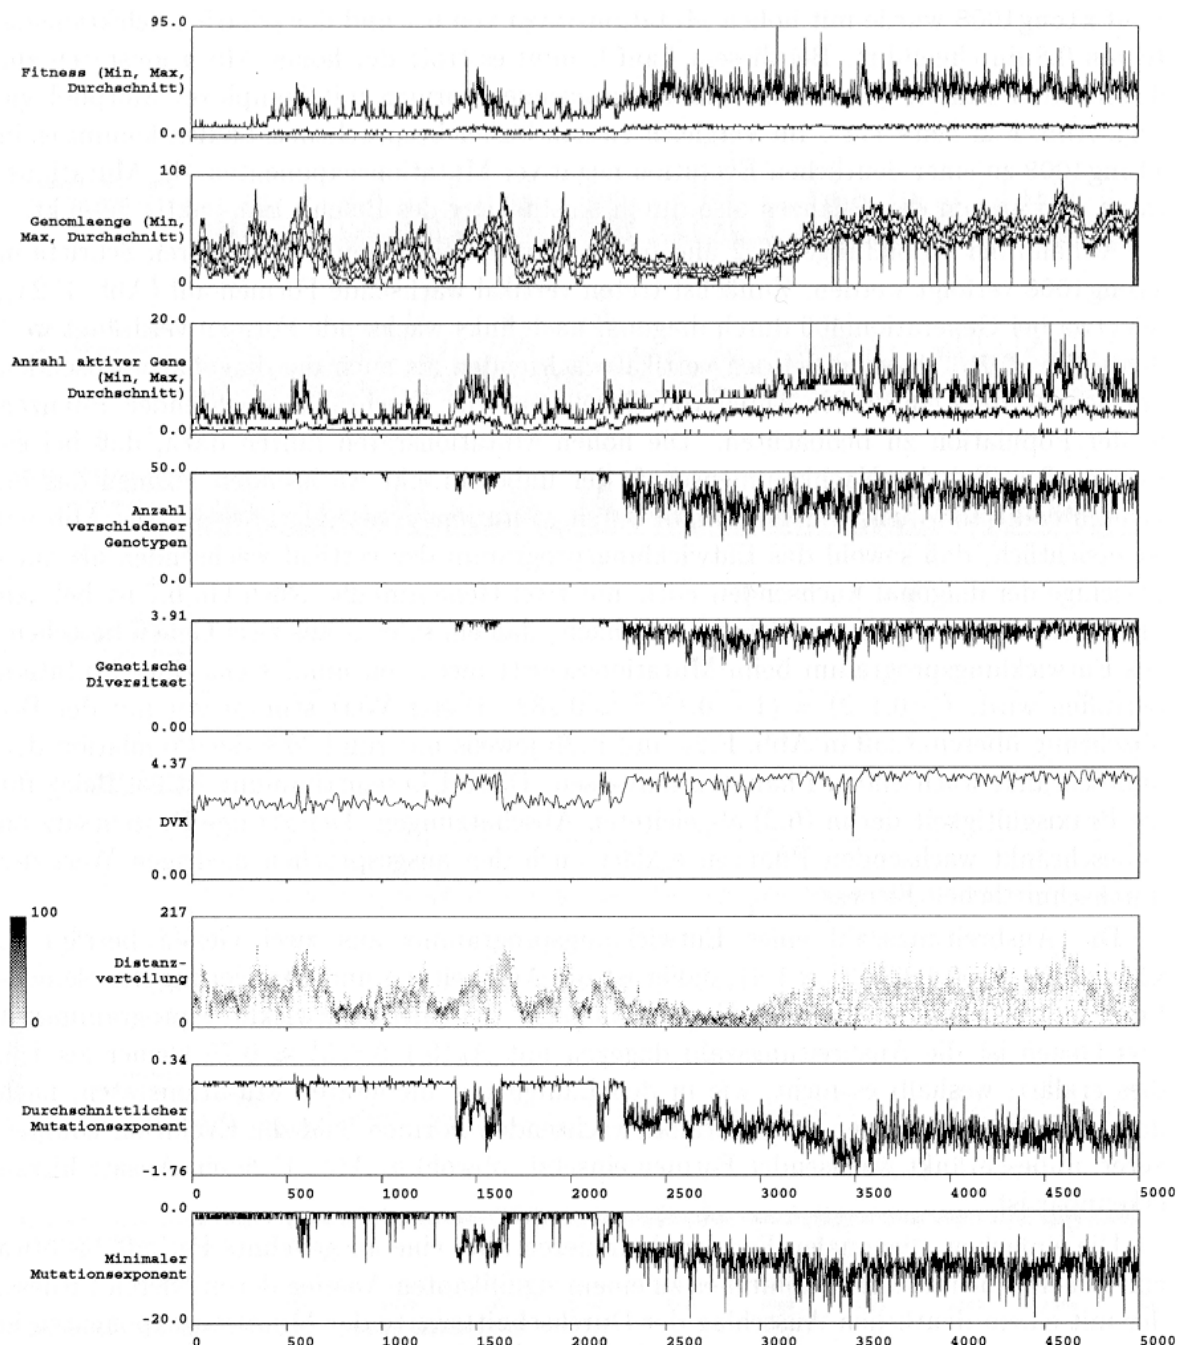 95.0
Fitness (Min, Max,
Durchschnitt)
0.0
108
Genomlaenge (Min,
Max, Durchschnitt)
0
20.0
Anzahl aktiver Gene
(Min, Max,
Durchschnitt)
0.0
50.0
Anzahl
verschiedener
Genotypen
0.0
3.91
Genetische
Diversitaet
0.00
4.37
DVK
0.00
100
0
217
Distanz-
verteilung
0
0.34
Durchschnittlicher
Mutationsexponent
-1.76
0 500 1000 1500 2000 2500 3000 3500 4000 4500 5000
0.0
Minimaler
Mutationsexponent
-20.0
0 500 1000 1500 2000 2500 3000 3500 4000 4500 5000